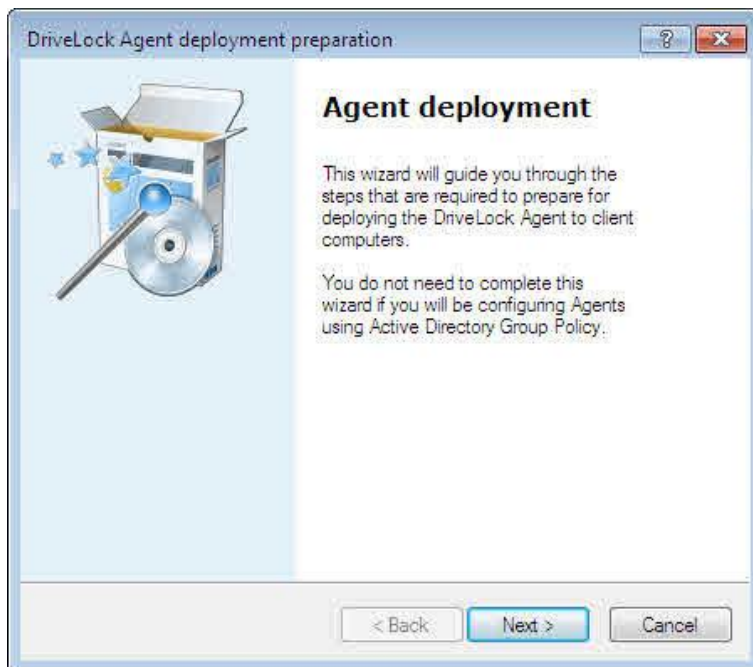 DriveLock Agent deployment preparation
Agent deployment
This wizard will guide you through the
steps that are required to prepare for
deploying the DriveLock Agent to client
computers.
You do not need to complete this
wizard if you will be configuring Agents
using Active Directory Group Policy.
< Back
Next >
Cancel